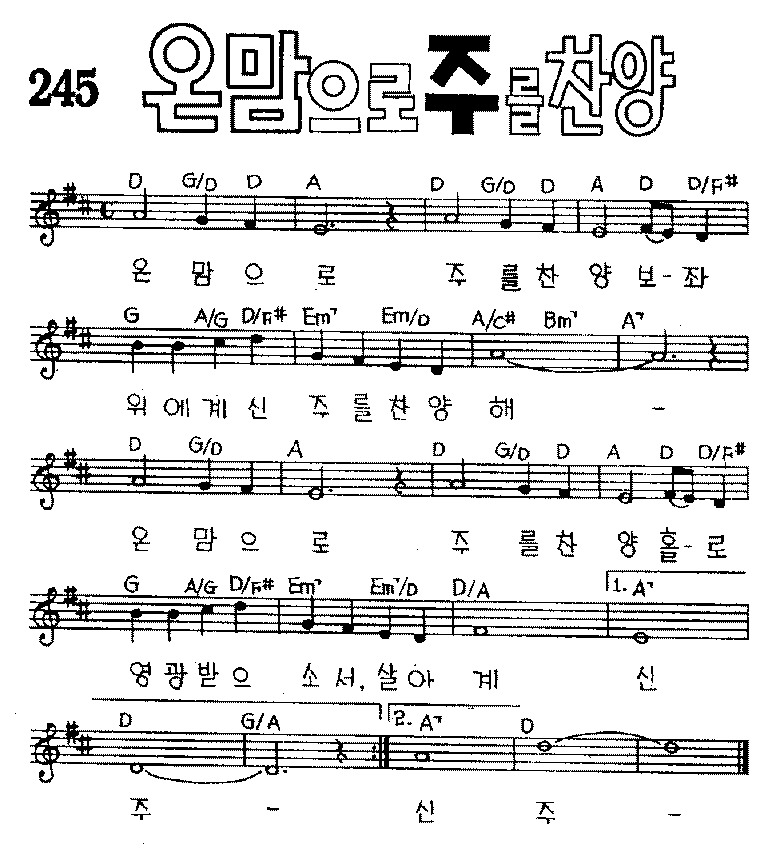 245 온맘으로 주를 찬양
D G/D D A D G/D D A D D/F#
온 맘 으 로 주 를 찬 양 보 - 좌
G A/G D/F# Em7 Em/D A/C# Bm7 A7
위 에 계 신 주 를 찬 양 해 -
D G/D A D G/D D A D D/F#
온 맘 으 로 주 를 찬 양 홀 - 로
G A/G D/F# Em7 Em7/D D/A 1. A7
영 광 받 으 소 서, 살 아 계 신
D G/A 2. A7 D
주 - 신 주 -